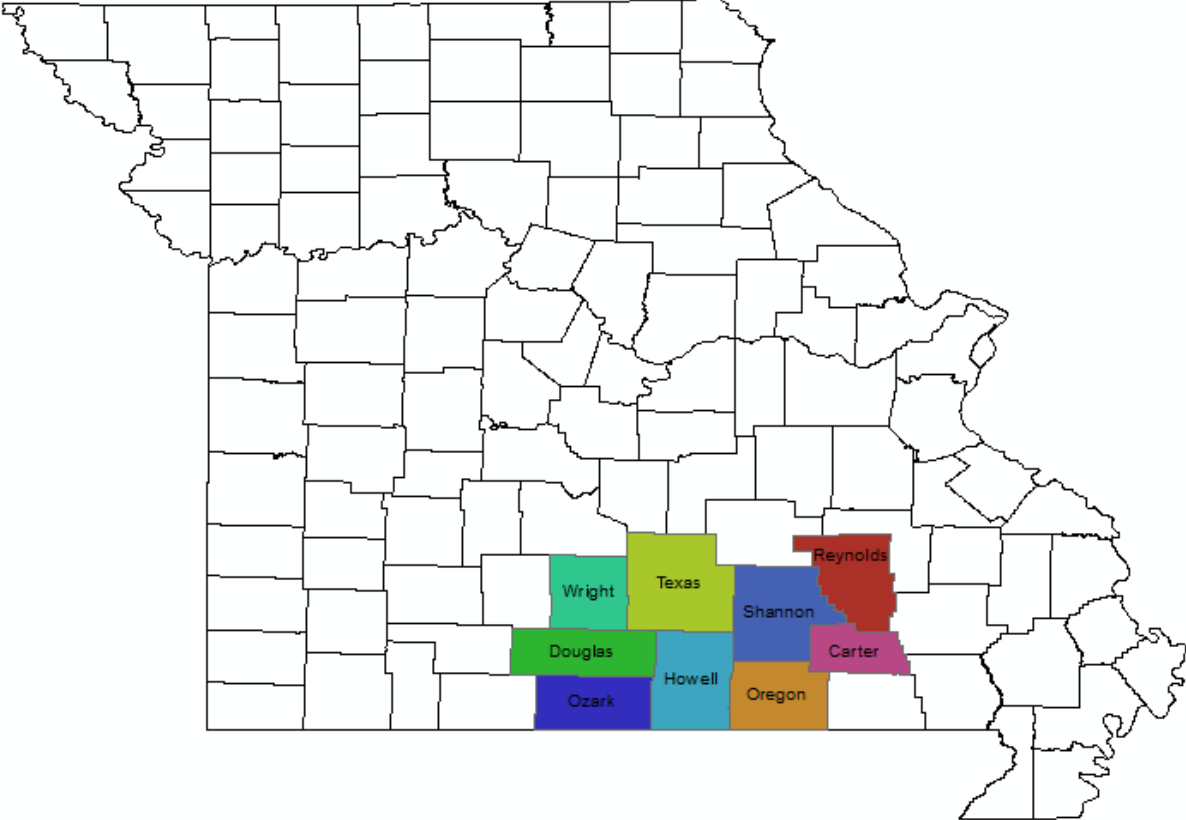 Reynolds
Wright
Texas
Shannon
Douglas
Carter
Howell
Oregon
Ozark